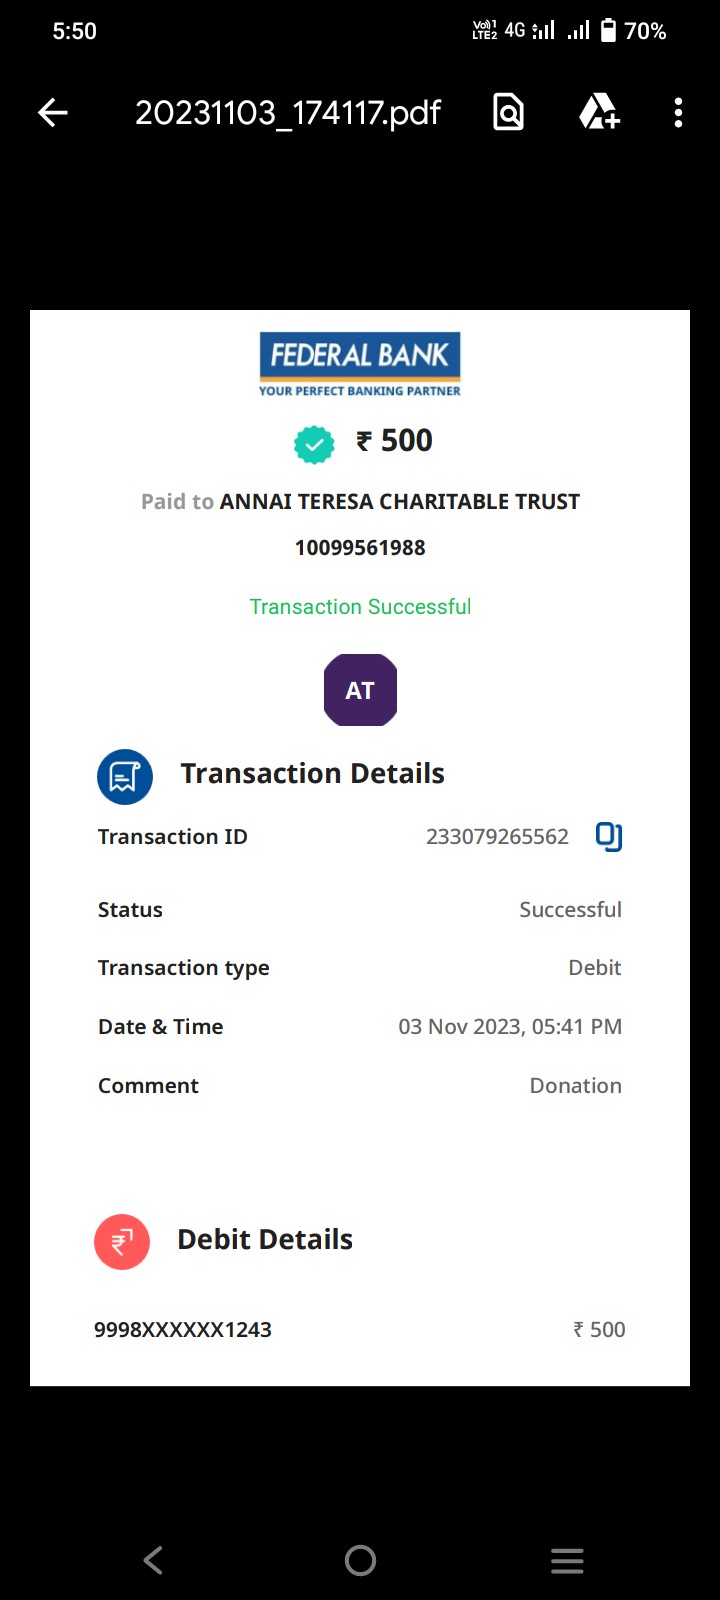 5:50 Vo))1 LTE2 4G 70%
20231103_174117.pdf
FEDERAL BANK
YOUR PERFECT BANKING PARTNER
₹ 500
Paid to ANNAI TERESA CHARITABLE TRUST
10099561988
Transaction Successful
AT
Transaction Details
Transaction ID 233079265562
Status Successful
Transaction type Debit
Date & Time 03 Nov 2023, 05:41 PM
Comment Donation
Debit Details
9998XXXXXX1243 ₹ 500